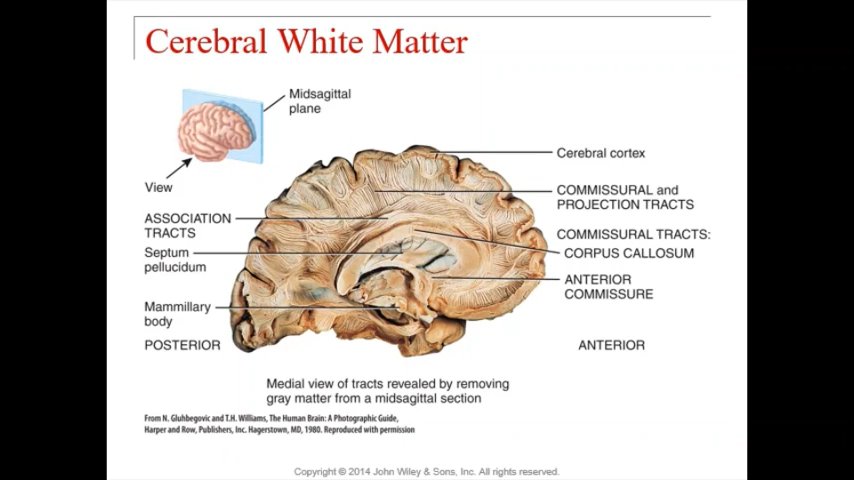 Cerebral White Matter
Midsagittal
plane
View
Cerebral cortex
COMMISSURAL and
PROJECTION TRACTS
ASSOCIATION
TRACTS
COMMISSURAL TRACTS:
CORPUS CALLOSUM
Septum
pellucidum
ANTERIOR
COMMISSURE
Mammillary
body
POSTERIOR
ANTERIOR
Medial view of tracts revealed by removing
gray matter from a midsagittal section
From N. Gluhbegovic and T.H. Williams, The Human Brain: A Photographic Guide,
Harper and Row, Publishers, Inc. Hagerstown, MD, 1980. Reproduced with permission
Copyright © 2014 John Wiley & Sons, Inc. All rights reserved.